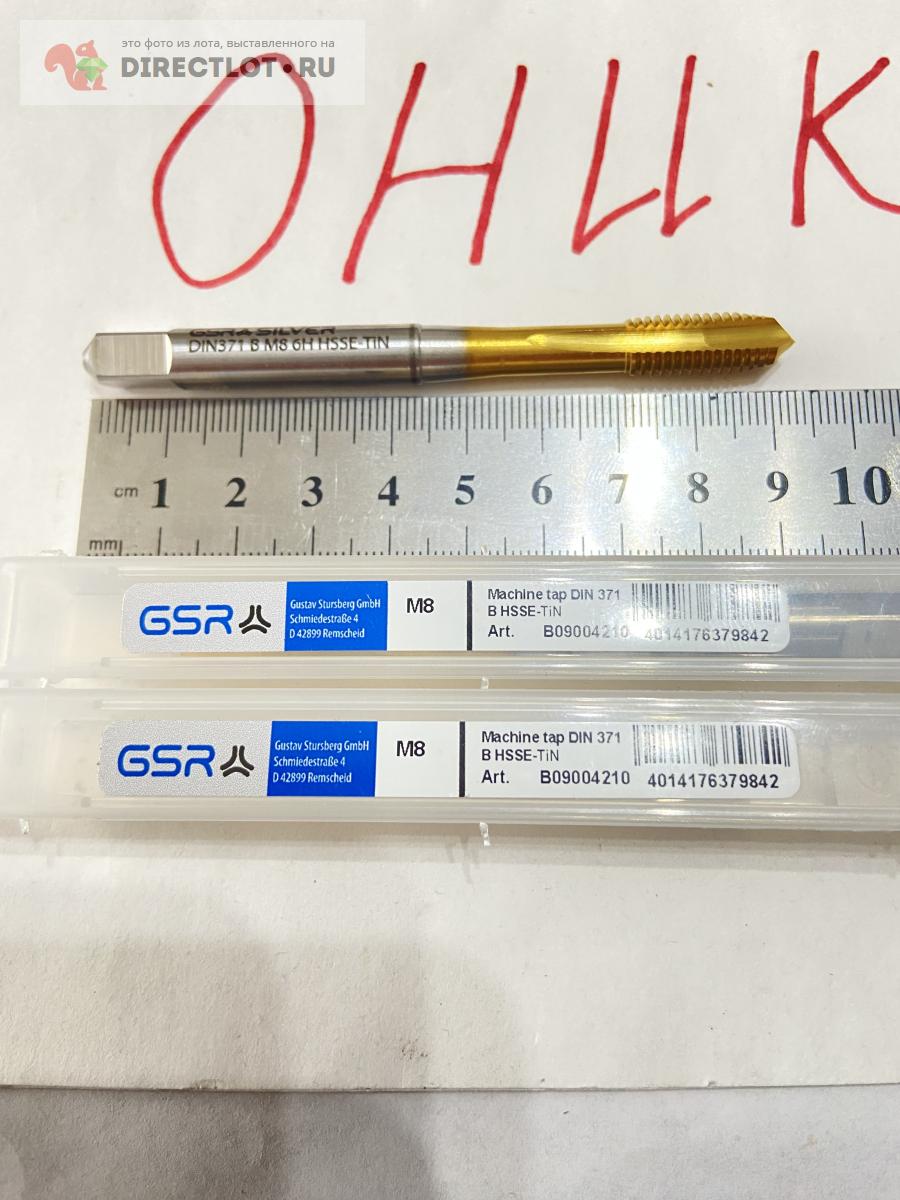 это фото из лота, выставленного на
DIRECTLOT.RU
ОНЦК
GSR SILVER
DIN371 B M8 6H HSSE-TiN
1 2 3 4 5 6 7 8 9 10
cm
mm
GSR
Gustav Stursberg GmbH
Schmiedestraße 4
D 42899 Remscheid
M8
Machine tap DIN 371
B HSSE-TiN
Art. B09004210 4014176379842
GSR
Gustav Stursberg GmbH
Schmiedestraße 4
D 42899 Remscheid
M8
Machine tap DIN 371
B HSSE-TiN
Art. B09004210 4014176379842